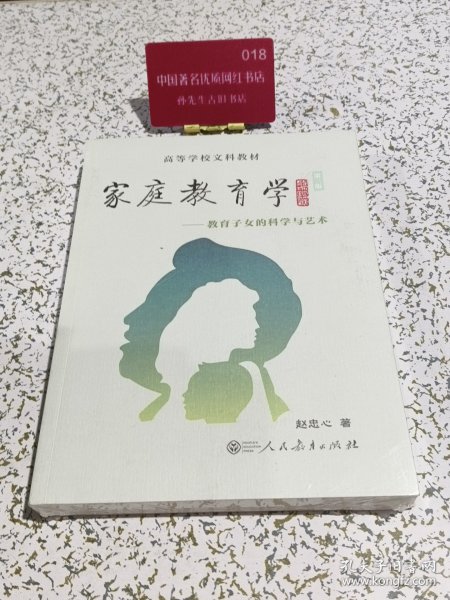 018
中国著名优质网红书店
孙先生古旧书店
高等学校文科教材
家庭教育学
——教育子女的科学与艺术
赵忠心 著
人民教育出版社
孔夫子旧书网